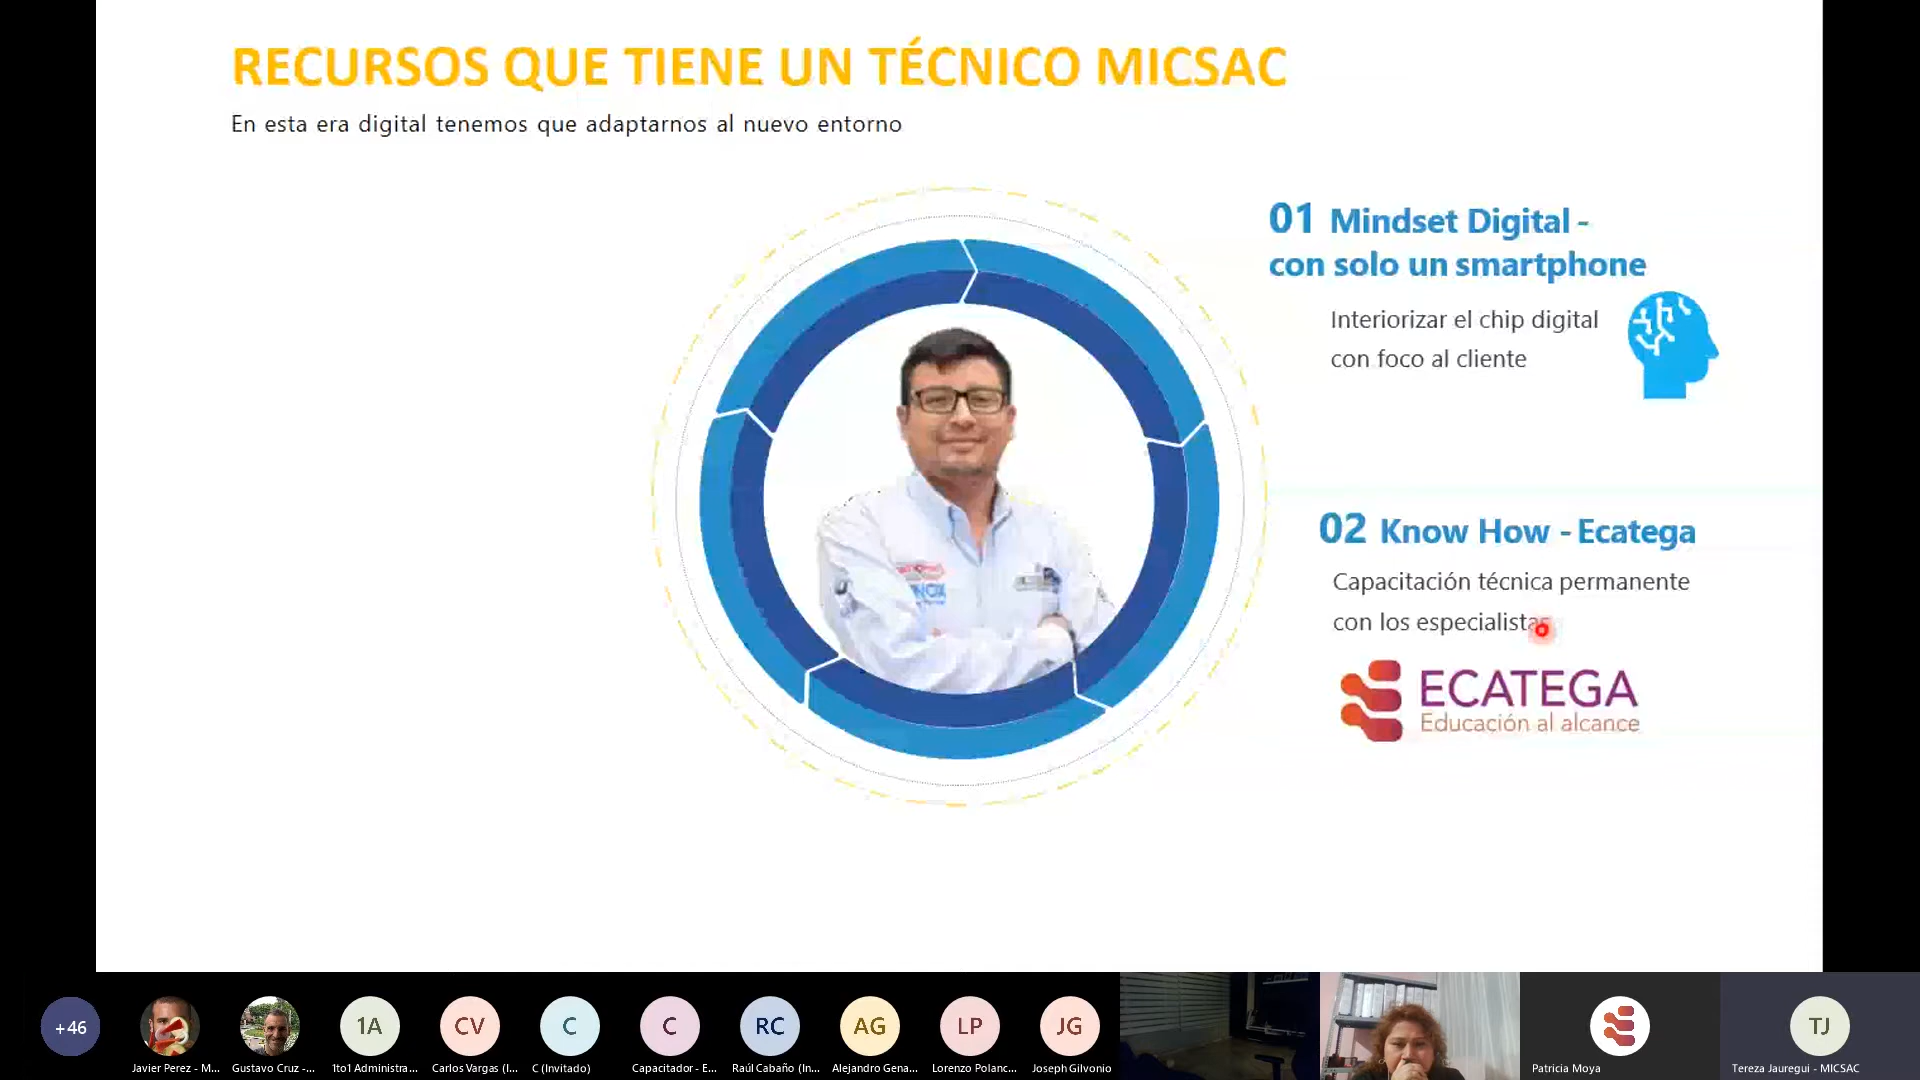 RECURSOS QUE TIENE UN TÉCNICO MICSAC
En esta era digital tenemos que adaptarnos al nuevo entorno
01 Mindset Digital -
con solo un smartphone
Interiorizar el chip digital
con foco al cliente
02 Know How - Ecatega
Capacitación técnica permanente
con los especialistas
ECATEGA
Educación al alcance
+46
1A
CV
C
C
RC
AG
LP
JG
TJ
Javier Perez - M...
Gustavo Cruz -...
1to1 Administra...
Carlos Vargas (I...
C (Invitado)
Capacitador - E...
Raúl Cabaño (In...
Alejandro Gena...
Lorenzo Polanc...
Joseph Gilvonio
Patricia Moya
Tereza Jauregui - MICSAC